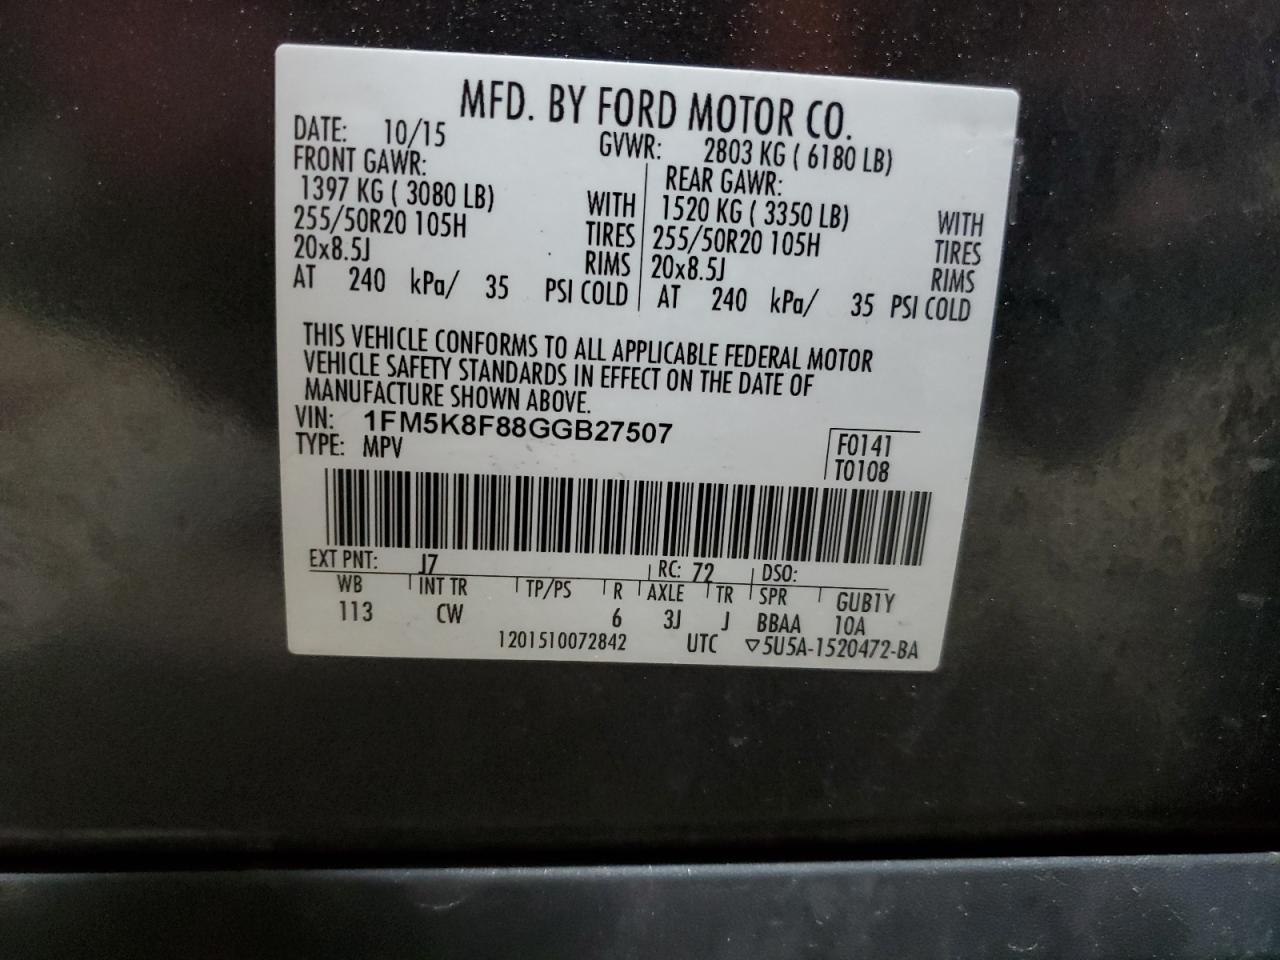 MFD. BY FORD MOTOR CO.
DATE: 10/15 GVWR: 2803 KG ( 6180 LB)
FRONT GAWR: REAR GAWR:
1397 KG ( 3080 LB) WITH 1520 KG ( 3350 LB) WITH
255/50R20 105H TIRES 255/50R20 105H TIRES
20x8.5J RIMS 20x8.5J RIMS
AT 240 kPa/ 35 PSI COLD AT 240 kPa/ 35 PSI COLD
THIS VEHICLE CONFORMS TO ALL APPLICABLE FEDERAL MOTOR
VEHICLE SAFETY STANDARDS IN EFFECT ON THE DATE OF
MANUFACTURE SHOWN ABOVE.
VIN: 1FM5K8F88GGB27507
TYPE: MPV
F0141
T0108
EXT PNT: J7 RC: 72 DSO:
WB INT TR TP/PS R AXLE TR SPR GUB1Y
113 CW 6 3J J BBAA 10A
1201510072842 UTC ▽5U5A-1520472-BA